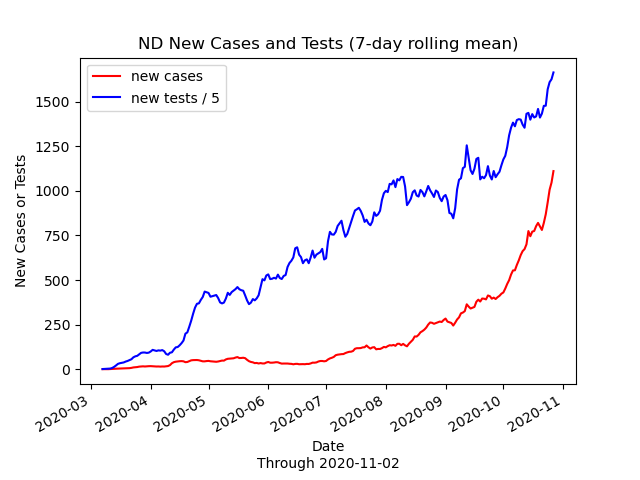 ND New Cases and Tests (7-day rolling mean)
new cases
new tests / 5
New Cases or Tests
1500
1250
1000
750
500
250
0
2020-03
2020-04
2020-05
2020-06
2020-07
2020-08
2020-09
2020-10
2020-11
Date
Through 2020-11-02